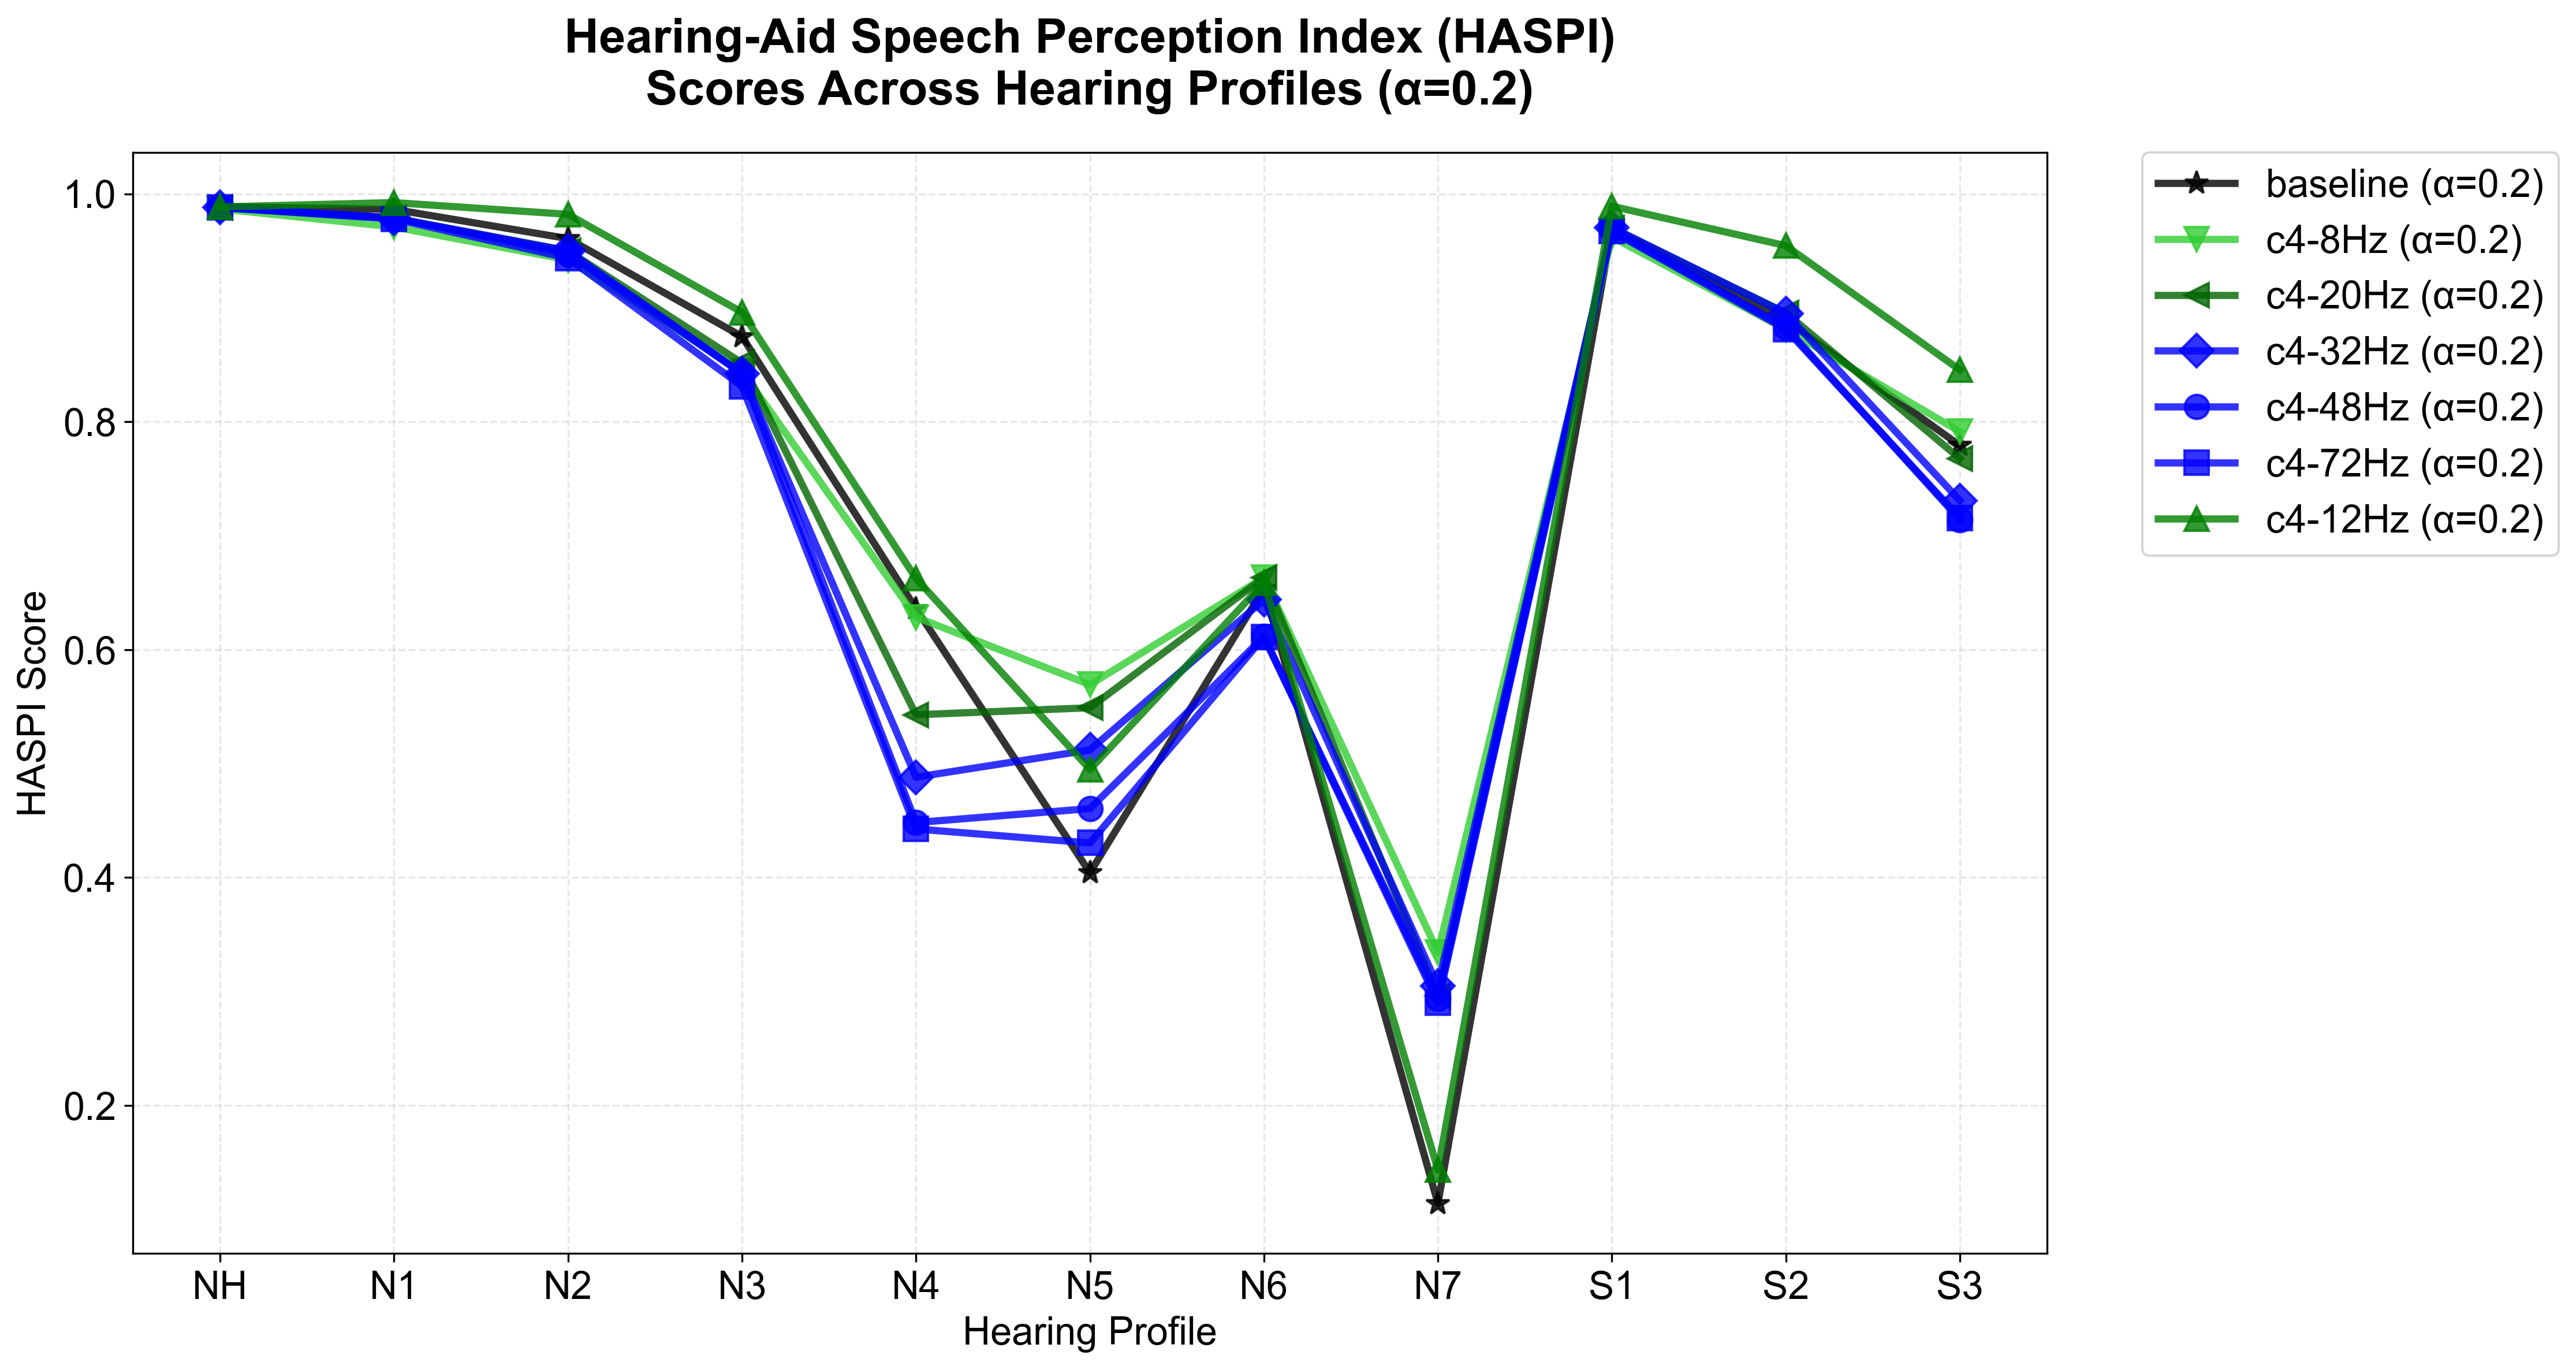 Hearing-Aid Speech Perception Index (HASPI)
Scores Across Hearing Profiles (α=0.2)
HASPI Score
1.0
0.8
0.6
0.4
0.2
NH N1 N2 N3 N4 N5 N6 N7 S1 S2 S3
Hearing Profile
baseline (α=0.2)
c4-8Hz (α=0.2)
c4-20Hz (α=0.2)
c4-32Hz (α=0.2)
c4-48Hz (α=0.2)
c4-72Hz (α=0.2)
c4-12Hz (α=0.2)